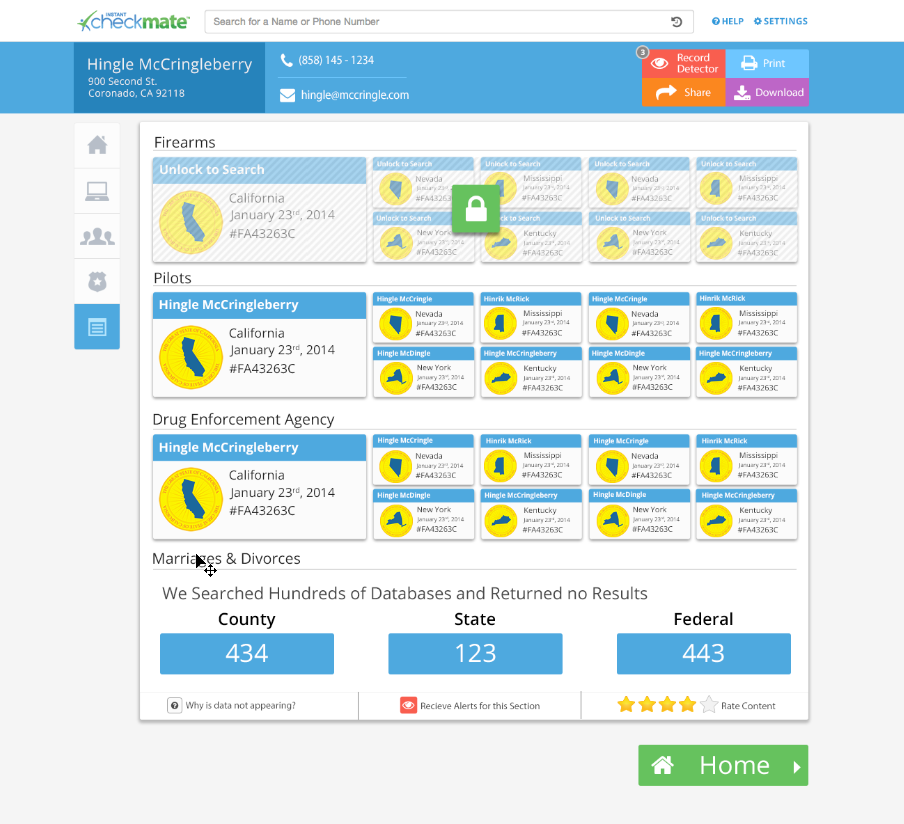 INSTANT
checkmate
Search for a Name or Phone Number
HELP
SETTINGS
Hingle McCringleberry
900 Second St.
Coronado, CA 92118
(858) 145 - 1234
hingle@mccringle.com
3
Record
Detector
Print
Share
Download
Firearms
Unlock to Search
California
January 23rd, 2014
#FA43263C
Unlock to Search
Nevada
January 23rd, 2014
#FA43263C
Unlock to Search
Mississippi
January 23rd, 2014
#FA43263C
Unlock to Search
Nevada
January 23rd, 2014
#FA43263C
Unlock to Search
Mississippi
January 23rd, 2014
#FA43263C
Unlock to Search
New York
January 23rd, 2014
#FA43263C
Unlock to Search
Kentucky
January 23rd, 2014
#FA43263C
Unlock to Search
New York
January 23rd, 2014
#FA43263C
Unlock to Search
Kentucky
January 23rd, 2014
#FA43263C
Pilots
Hingle McCringleberry
California
January 23rd, 2014
#FA43263C
Hingle McCringle
Nevada
January 23rd, 2014
#FA43263C
Hinrik McRick
Mississippi
January 23rd, 2014
#FA43263C
Hingle McCringle
Nevada
January 23rd, 2014
#FA43263C
Hinrik McRick
Mississippi
January 23rd, 2014
#FA43263C
Hingle McDingle
New York
January 23rd, 2014
#FA43263C
Hingle McCringleberry
Kentucky
January 23rd, 2014
#FA43263C
Hingle McDingle
New York
January 23rd, 2014
#FA43263C
Hingle McCringleberry
Kentucky
January 23rd, 2014
#FA43263C
Drug Enforcement Agency
Hingle McCringleberry
California
January 23rd, 2014
#FA43263C
Hingle McCringle
Nevada
January 23rd, 2014
#FA43263C
Hinrik McRick
Mississippi
January 23rd, 2014
#FA43263C
Hingle McCringle
Nevada
January 23rd, 2014
#FA43263C
Hinrik McRick
Mississippi
January 23rd, 2014
#FA43263C
Hingle McDingle
New York
January 23rd, 2014
#FA43263C
Hingle McCringleberry
Kentucky
January 23rd, 2014
#FA43263C
Hingle McDingle
New York
January 23rd, 2014
#FA43263C
Hingle McCringleberry
Kentucky
January 23rd, 2014
#FA43263C
Marriages & Divorces
We Searched Hundreds of Databases and Returned no Results
County
State
Federal
434
123
443
? Why is data not appearing?
Recieve Alerts for this Section
Rate Content
Home